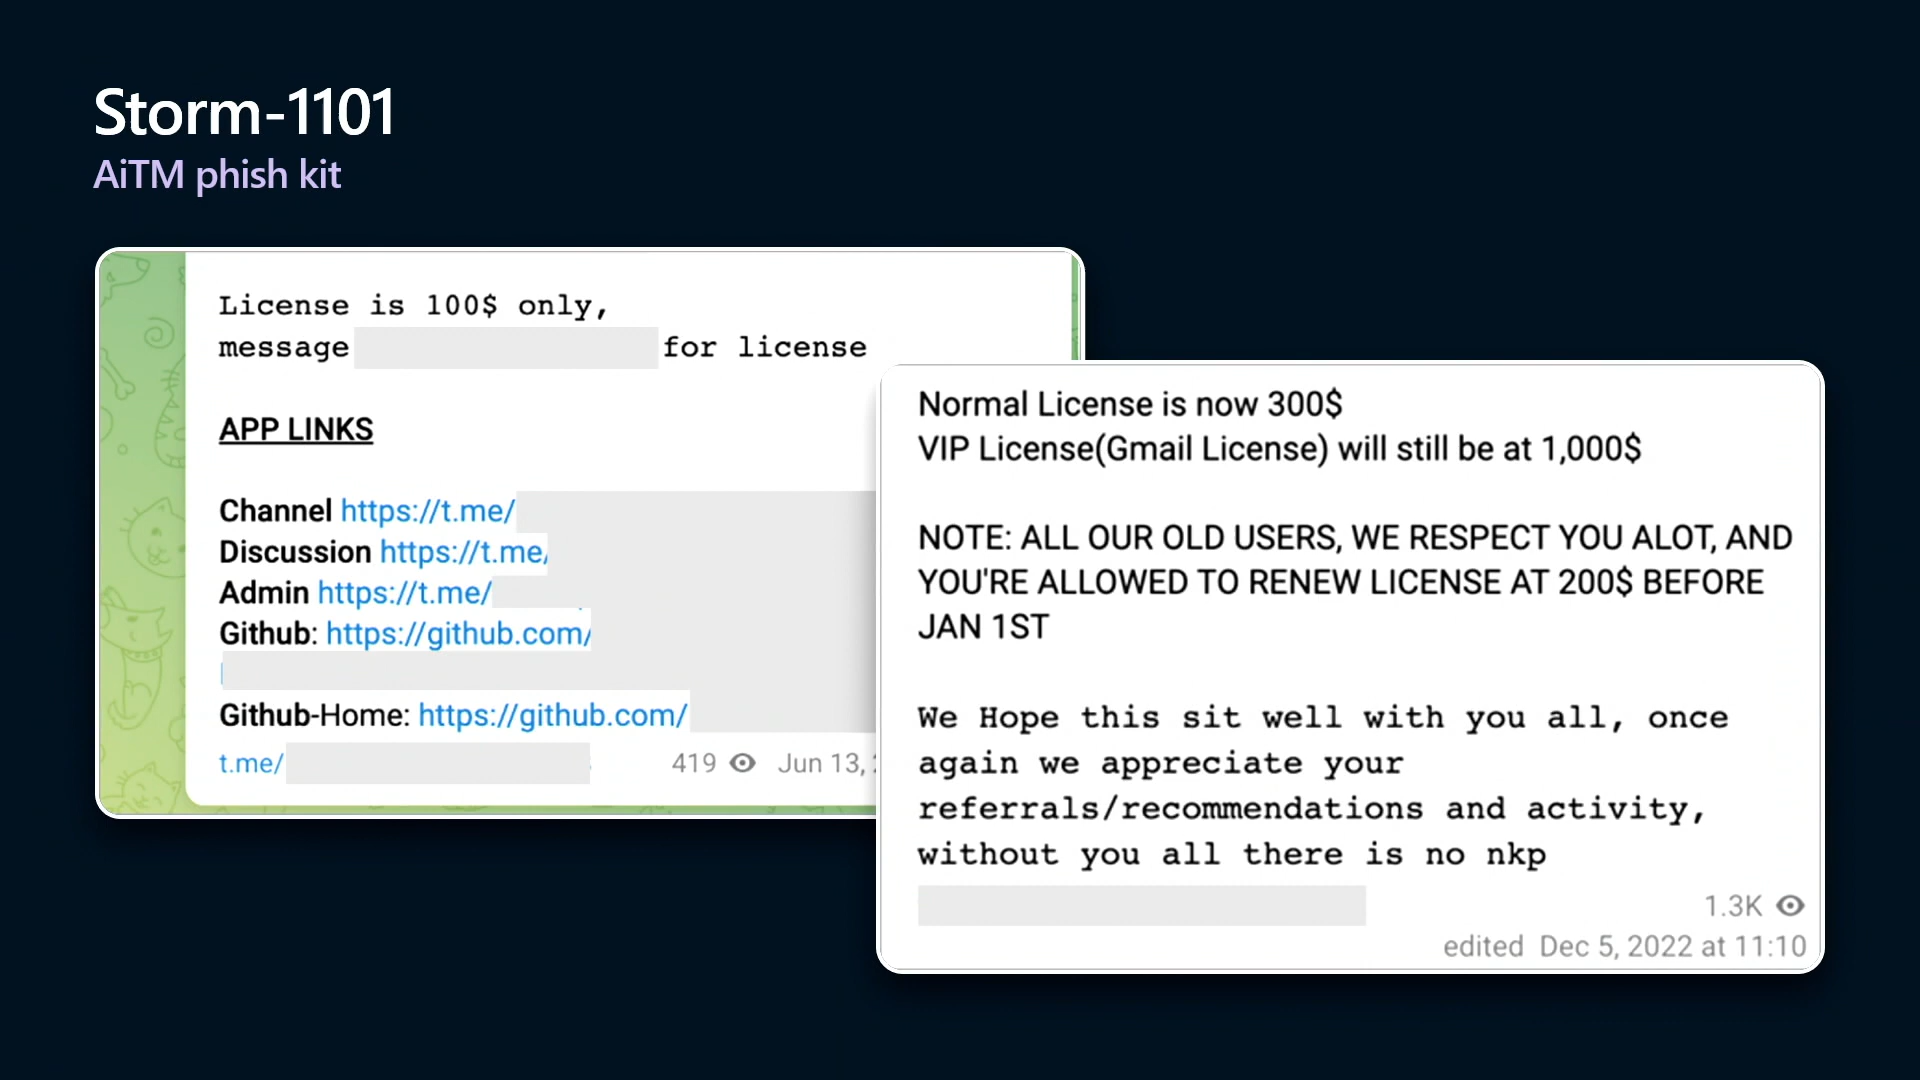 Storm-1101
AiTM phish kit
License is 100$ only,
message for license
APP LINKS
Channel https://t.me/
Discussion https://t.me/
Admin https://t.me/
Github: https://github.com/
Github-Home: https://github.com/
t.me/
419 Jun 13,
Normal License is now 300$
VIP License(Gmail License) will still be at 1,000$
NOTE: ALL OUR OLD USERS, WE RESPECT YOU ALOT, AND
YOU'RE ALLOWED TO RENEW LICENSE AT 200$ BEFORE
JAN 1ST
We Hope this sit well with you all, once
again we appreciate your
referrals/recommendations and activity,
without you all there is no nkp
1.3K
edited Dec 5, 2022 at 11:10